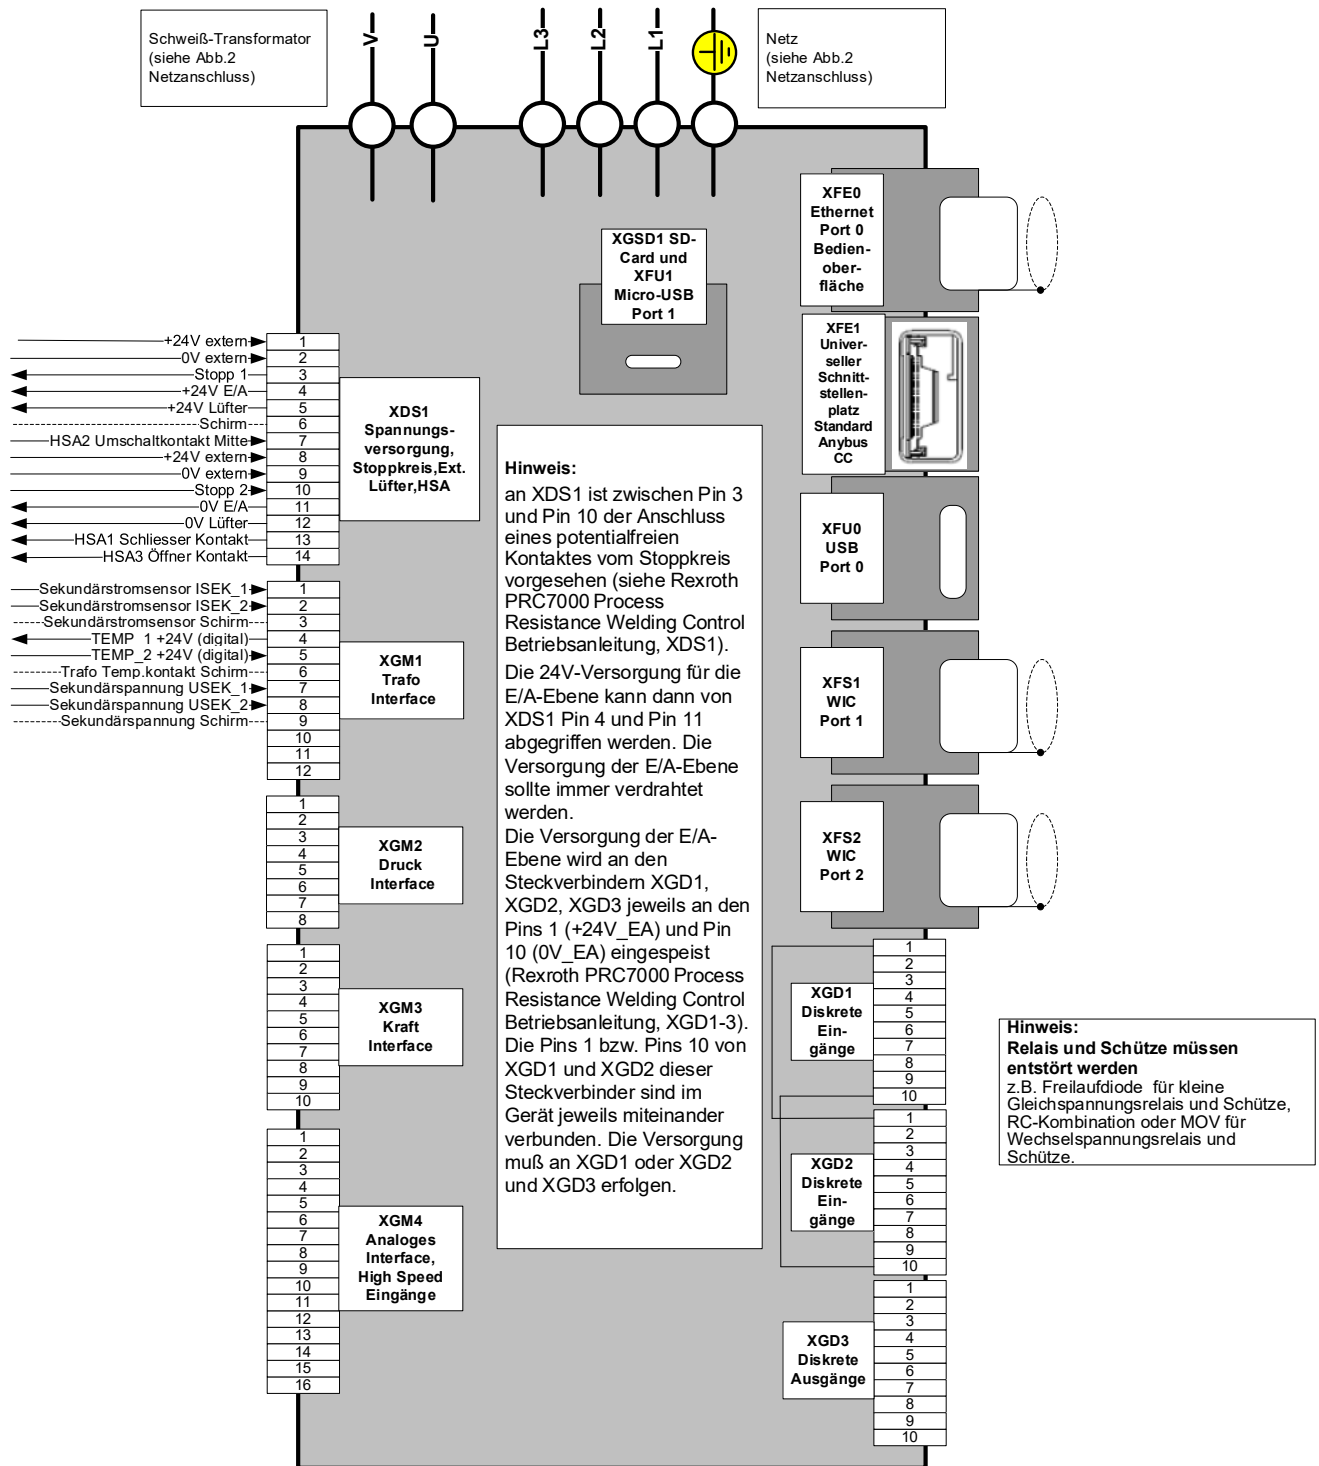 Schweiß-Transformator
(siehe Abb.2
Netzanschluss)
V
U
L3
L2
L1
Netz
(siehe Abb.2
Netzanschluss)
XGSD1 SD-
Card und
XFU1
Micro-USB
Port 1
XFE0
Ethernet
Port 0
Bedien-
ober-
fläche
XFE1
Univer-
seller
Schnitt-
stellen-
platz
Standard
Anybus
CC
XFU0
USB
Port 0
XFS1
WIC
Port 1
XFS2
WIC
Port 2
+24V extern
1
0V extern
2
Stopp 1
3
+24V E/A
4
+24V Lüfter
5
Schirm
6
HSA2 Umschaltkontakt Mitte
7
+24V extern
8
0V extern
9
Stopp 2
10
0V E/A
11
0V Lüfter
12
HSA1 Schliesser Kontakt
13
HSA3 Öffner Kontakt
14
XDS1
Spannungs-
versorgung,
Stoppkreis,Ext.
Lüfter,HSA
Sekundärstromsensor ISEK_1
1
Sekundärstromsensor ISEK_2
2
Sekundärstromsensor Schirm
3
TEMP_1 +24V (digital)
4
TEMP_2 +24V (digital)
5
Trafo Temp.kontakt Schirm
6
Sekundärspannung USEK_1
7
Sekundärspannung USEK_2
8
Sekundärspannung Schirm
9
10
11
12
XGM1
Trafo
Interface
1
2
3
4
5
6
7
8
XGM2
Druck
Interface
1
2
3
4
5
6
7
8
9
10
XGM3
Kraft
Interface
1
2
3
4
5
6
7
8
9
10
11
12
13
14
15
16
XGM4
Analoges
Interface,
High Speed
Eingänge
Hinweis:
an XDS1 ist zwischen Pin 3
und Pin 10 der Anschluss
eines potentialfreien
Kontaktes vom Stoppkreis
vorgesehen (siehe Rexroth
PRC7000 Process
Resistance Welding Control
Betriebsanleitung, XDS1).
Die 24V-Versorgung für die
E/A-Ebene kann dann von
XDS1 Pin 4 und Pin 11
abgegriffen werden. Die
Versorgung der E/A-Ebene
sollte immer verdrahtet
werden.
Die Versorgung der E/A-
Ebene wird an den
Steckverbindern XGD1,
XGD2, XGD3 jeweils an den
Pins 1 (+24V_EA) und Pin
10 (0V_EA) eingespeist
(Rexroth PRC7000 Process
Resistance Welding Control
Betriebsanleitung, XGD1-3).
Die Pins 1 bzw. Pins 10 von
XGD1 und XGD2 dieser
Steckverbinder sind im
Gerät jeweils miteinander
verbunden. Die Versorgung
muß an XGD1 oder XGD2
und XGD3 erfolgen.
XGD1
Diskrete
Ein-
gänge
1
2
3
4
5
6
7
8
9
10
XGD2
Diskrete
Ein-
gänge
1
2
3
4
5
6
7
8
9
10
XGD3
Diskrete
Ausgänge
1
2
3
4
5
6
7
8
9
10
Hinweis:
Relais und Schütze müssen
entstört werden
z.B. Freilaufdiode für kleine
Gleichspannungsrelais und Schütze,
RC-Kombination oder MOV für
Wechselspannungsrelais und
Schütze.